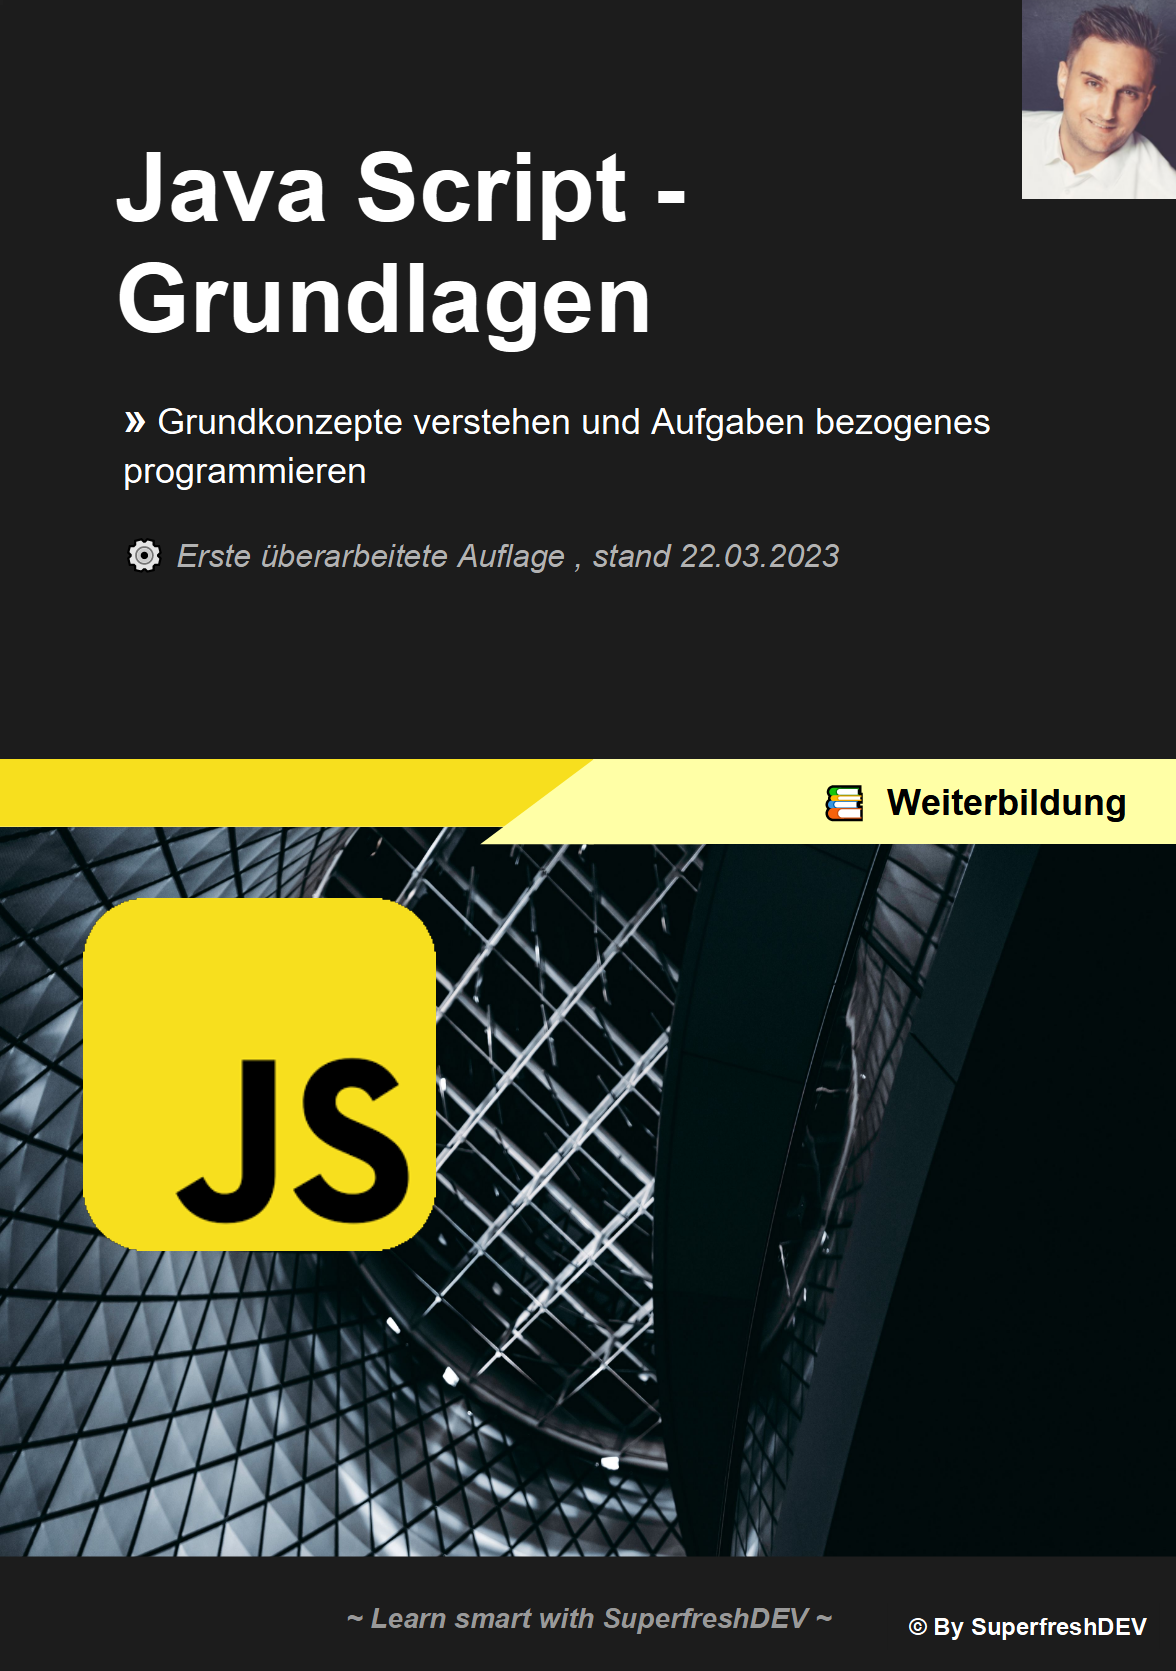 Java Script -
Grundlagen
» Grundkonzepte verstehen und Aufgaben bezogenes
programmieren
Erste überarbeitete Auflage , stand 22.03.2023
Weiterbildung
JS
~ Learn smart with SuperfreshDEV ~
© By SuperfreshDEV